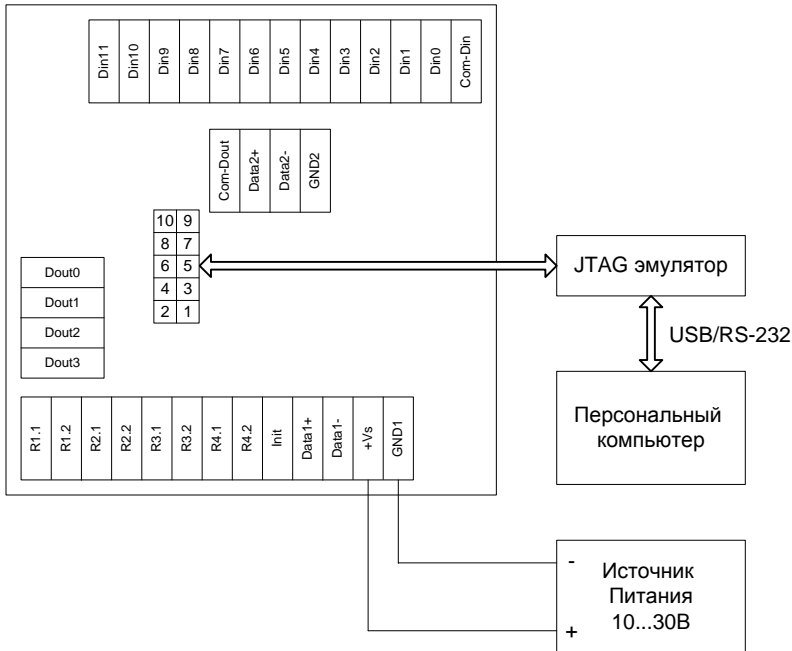 Din11
Din10
Din9
Din8
Din7
Din6
Din5
Din4
Din3
Din2
Din1
Din0
Com-Din
Com-Dout
Data2+
Data2-
GND2
10 9
8 7
6 5
4 3
2 1
JTAG эмулятор
USB/RS-232
Персональный
компьютер
Dout0
Dout1
Dout2
Dout3
R1.1
R1.2
R2.1
R2.2
R3.1
R3.2
R4.1
R4.2
Init
Data1+
Data1-
+Vs
GND1
-
Источник
Питания
10...30В
+